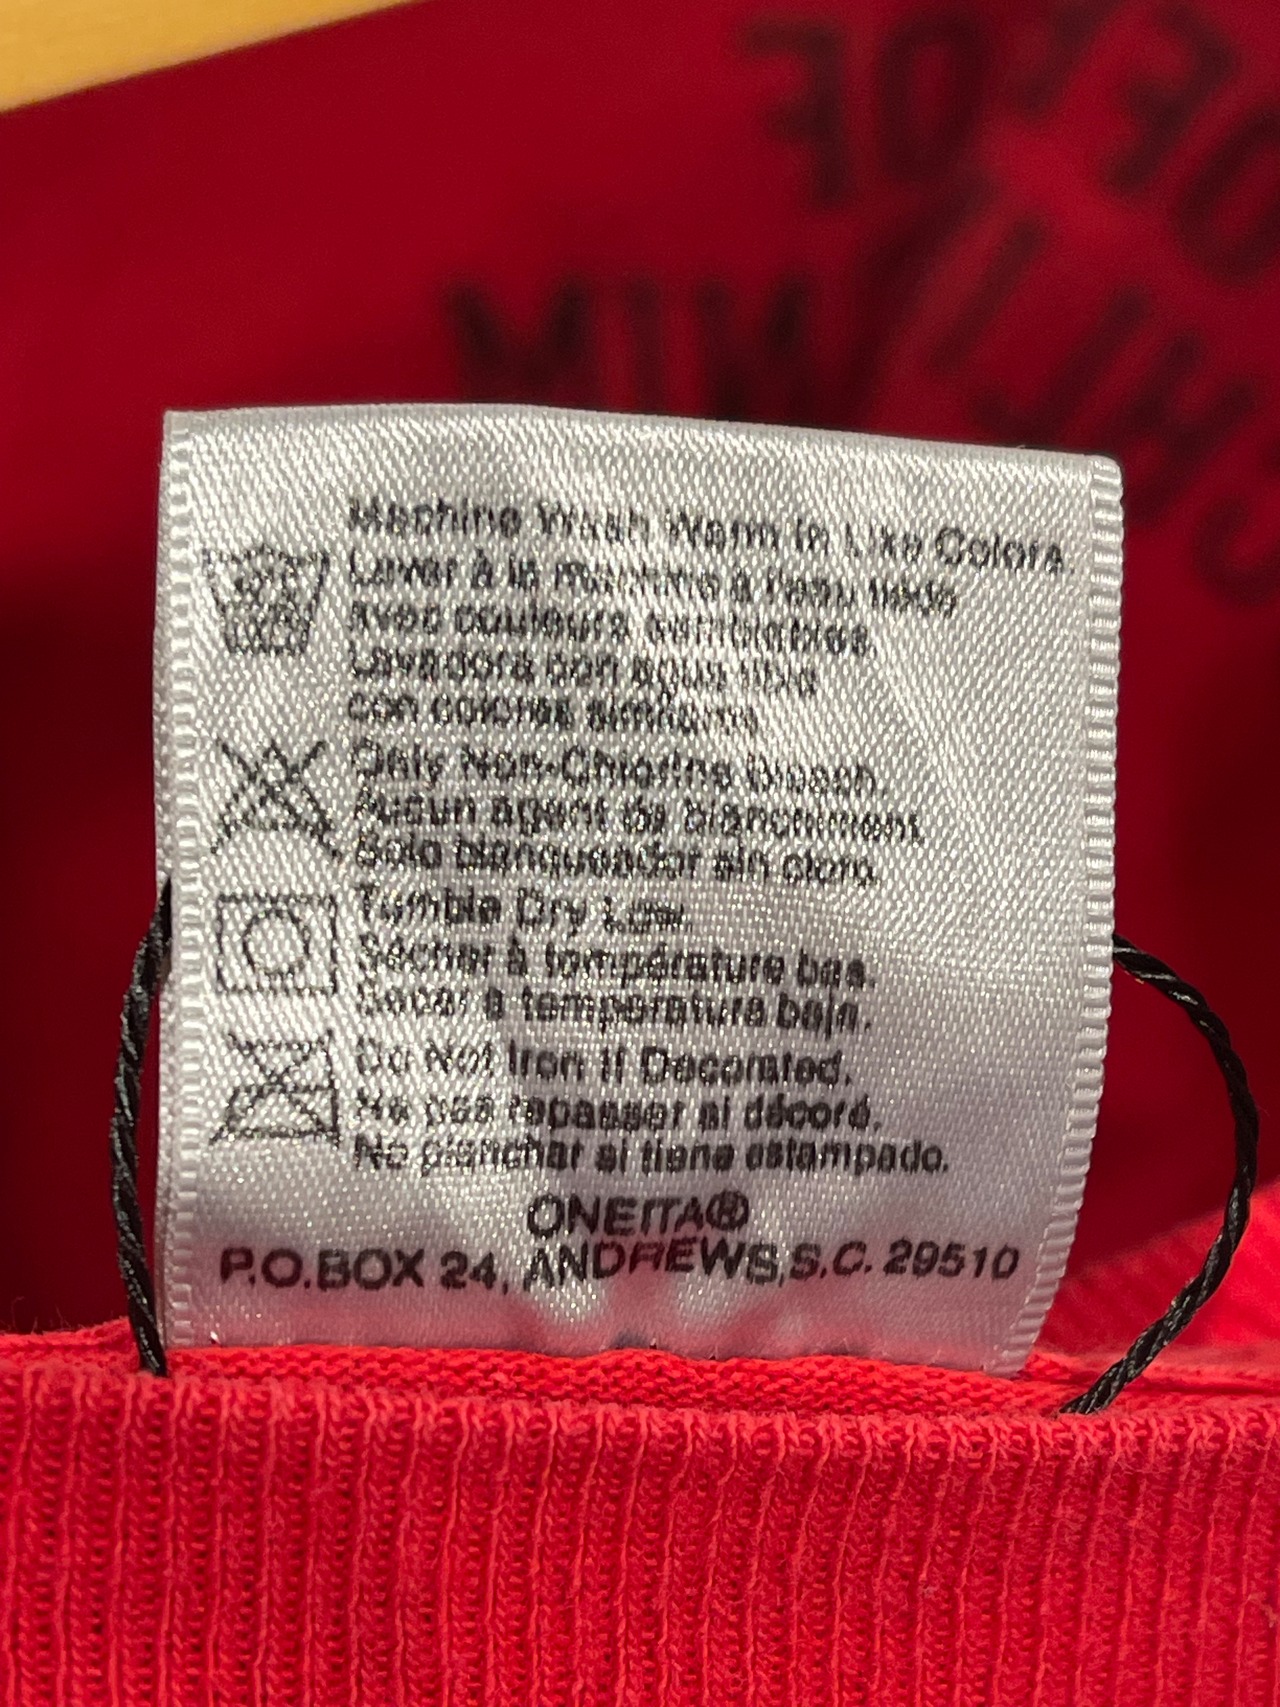 Machine Wash Warm in Like Colors
Laver à la machine à l'eau tiede
avec couleurs semblables.
Lavadora con agua tibia
con colores similares.
Only Non-Chlorine bleach.
Aucun agent de blanchiment.
Solo blanqueador sin cloro.
Tumble Dry Low.
Sécher à température bas.
Secar a temperatura baja.
Do Not Iron If Decorated.
Ne pas repasser si décoré.
No planchar si tiene estampado.
ONEITA®
P.O.BOX 24, ANDREWS,S.C. 29510